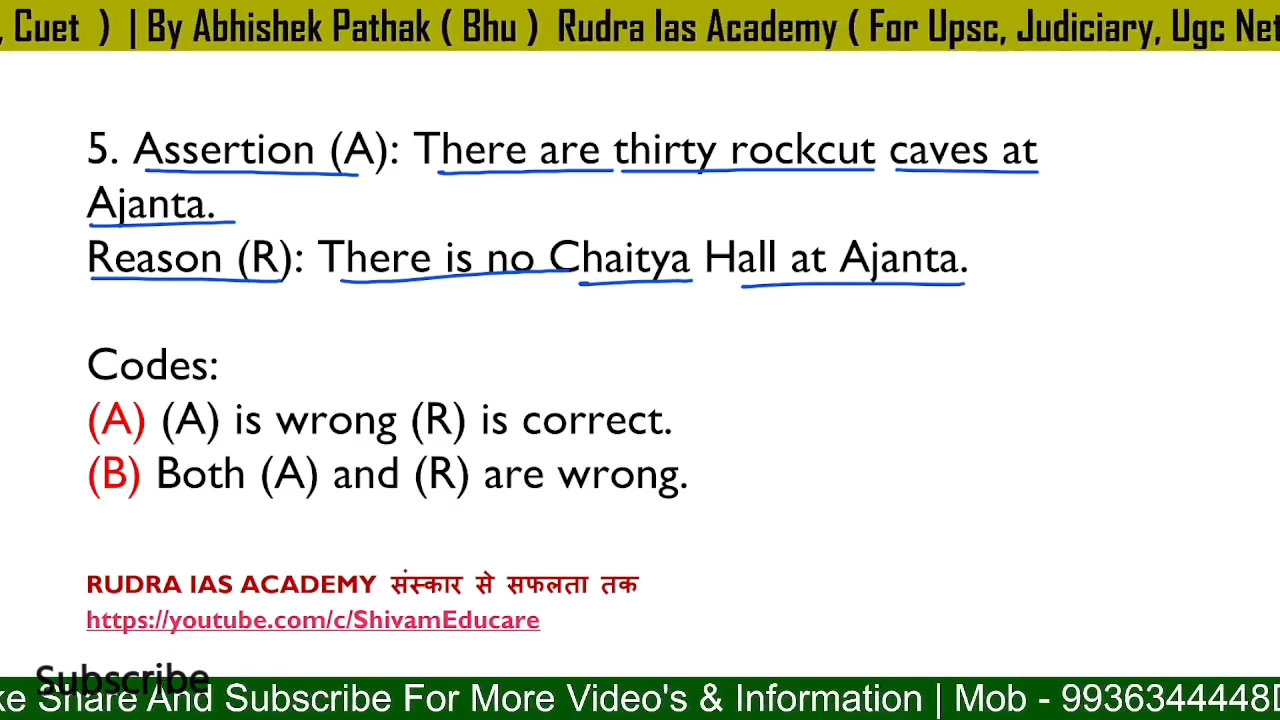 , Cuet ) | By Abhishek Pathak ( Bhu ) Rudra Ias Academy ( For Upsc, Judiciary, Ugc Net
5. Assertion (A): There are thirty rockcut caves at
Ajanta.
Reason (R): There is no Chaitya Hall at Ajanta.
Codes:
(A) (A) is wrong (R) is correct.
(B) Both (A) and (R) are wrong.
RUDRA IAS ACADEMY संस्कार से सफलता तक
https://youtube.com/c/ShivamEducare
Subscribe
ke Share And Subscribe For More Video's & Information | Mob - 9936344448